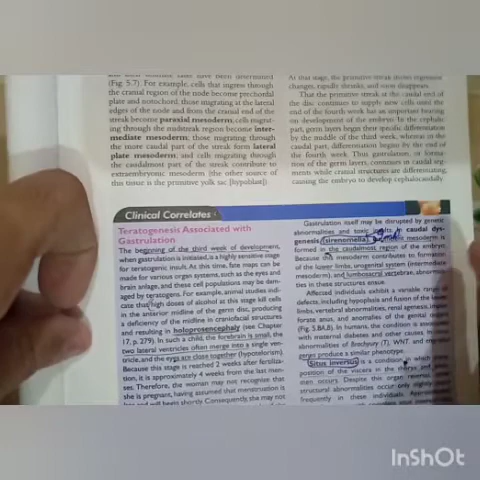 (Fig. 5.7). For example, cells that ingress through
the cranial region of the node become prechordal
plate and notochord; those migrating at the lateral
edges of the node and from the cranial end of the
streak become paraxial mesoderm; cells migrat-
ing through the midstreak region become inter-
mediate mesoderm; those migrating through
the more caudal part of the streak form lateral
plate mesoderm; and cells migrating through
the caudalmost part of the streak contribute to
extraembryonic mesoderm (the other source of
this tissue is the primitive yolk sac [hypoblast]).
At this stage, the primitive streak shows regressive
changes, rapidly shrinks, and soon disappears.
That the primitive streak at the caudal end of
the disc continues to supply new cells until the
end of the fourth week has an important bearing
on development of the embryo. In the cephalic
part, germ layers begin their specific differentiation
by the middle of the third week, whereas in the
caudal part, differentiation begins by the end of
the fourth week. Thus gastrulation, or forma-
tion of the germ layers, continues in caudal seg-
ments while cranial structures are differentiating,
causing the embryo to develop cephalocaudally.
Clinical Correlates
Teratogenesis Associated with
Gastrulation
The beginning of the third week of development,
when gastrulation is initiated, is a highly sensitive stage
for teratogenic insult. At this time, fate maps can be
made for various organ systems, such as the eyes and
brain anlage, and these cell populations may be dam-
aged by teratogens. For example, animal studies indi-
cate that high doses of alcohol at this stage kill cells
in the anterior midline of the germ disc, producing
a deficiency of the midline in craniofacial structures
and resulting in holoprosencephaly (see Chapter
17, p. 279). In such a child, the forebrain is small, the
two lateral ventricles often merge into a single ven-
tricle, and the eyes are close together (hypotelorism).
Because this stage is reached 2 weeks after fertiliza-
tion, it is approximately 4 weeks from the last men-
ses. Therefore, the woman may not recognize that
she is pregnant, having assumed that menstruation is
late and will begin shortly. Consequently, she may not
Gastrulation itself may be disrupted by genetic
abnormalities and toxic insults. In caudal dys-
genesis (sirenomelia), mesoderm is
formed in the caudalmost region of the embryo.
Because this mesoderm contributes to formation
of the lower limbs, urogenital system (intermediate
mesoderm), and lumbosacral vertebrae, abnormali-
ties in these structures ensue.
Affected individuals exhibit a variable range of
defects, including hypoplasia and fusion of the lower
limbs, vertebral abnormalities, renal agenesis, imper-
forate anus, and anomalies of the genital organs
(Fig. 5.8A,B). In humans, the condition is associated
with maternal diabetes and other causes. In
abnormalities of Brachyury (T), WNT, and
genes produce a similar phenotype.
Situs inversus is a condition in which
position of the viscera in the thorax and
men occurs. Despite this organ reversal,
structural abnormalities occur only slightly
frequently in these individuals.
InShOt